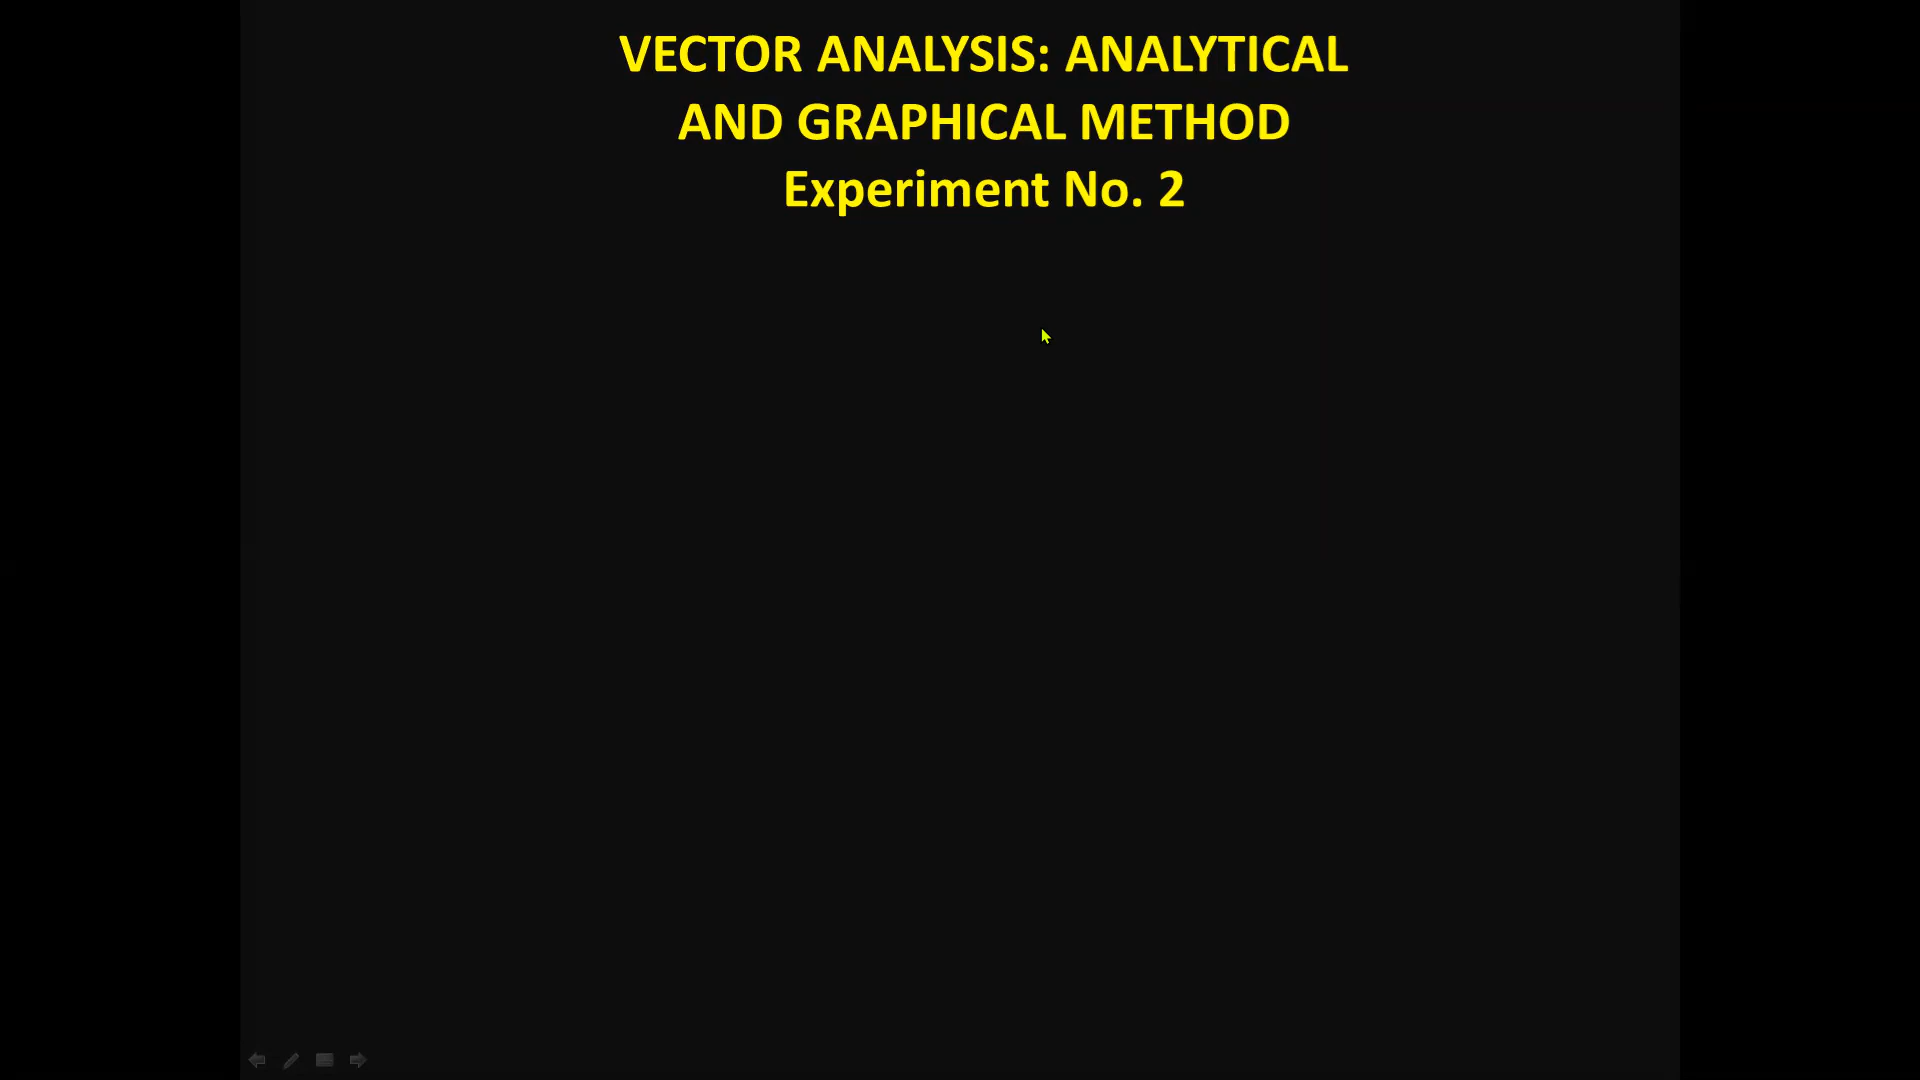 VECTOR ANALYSIS: ANALYTICAL
AND GRAPHICAL METHOD
Experiment No. 2